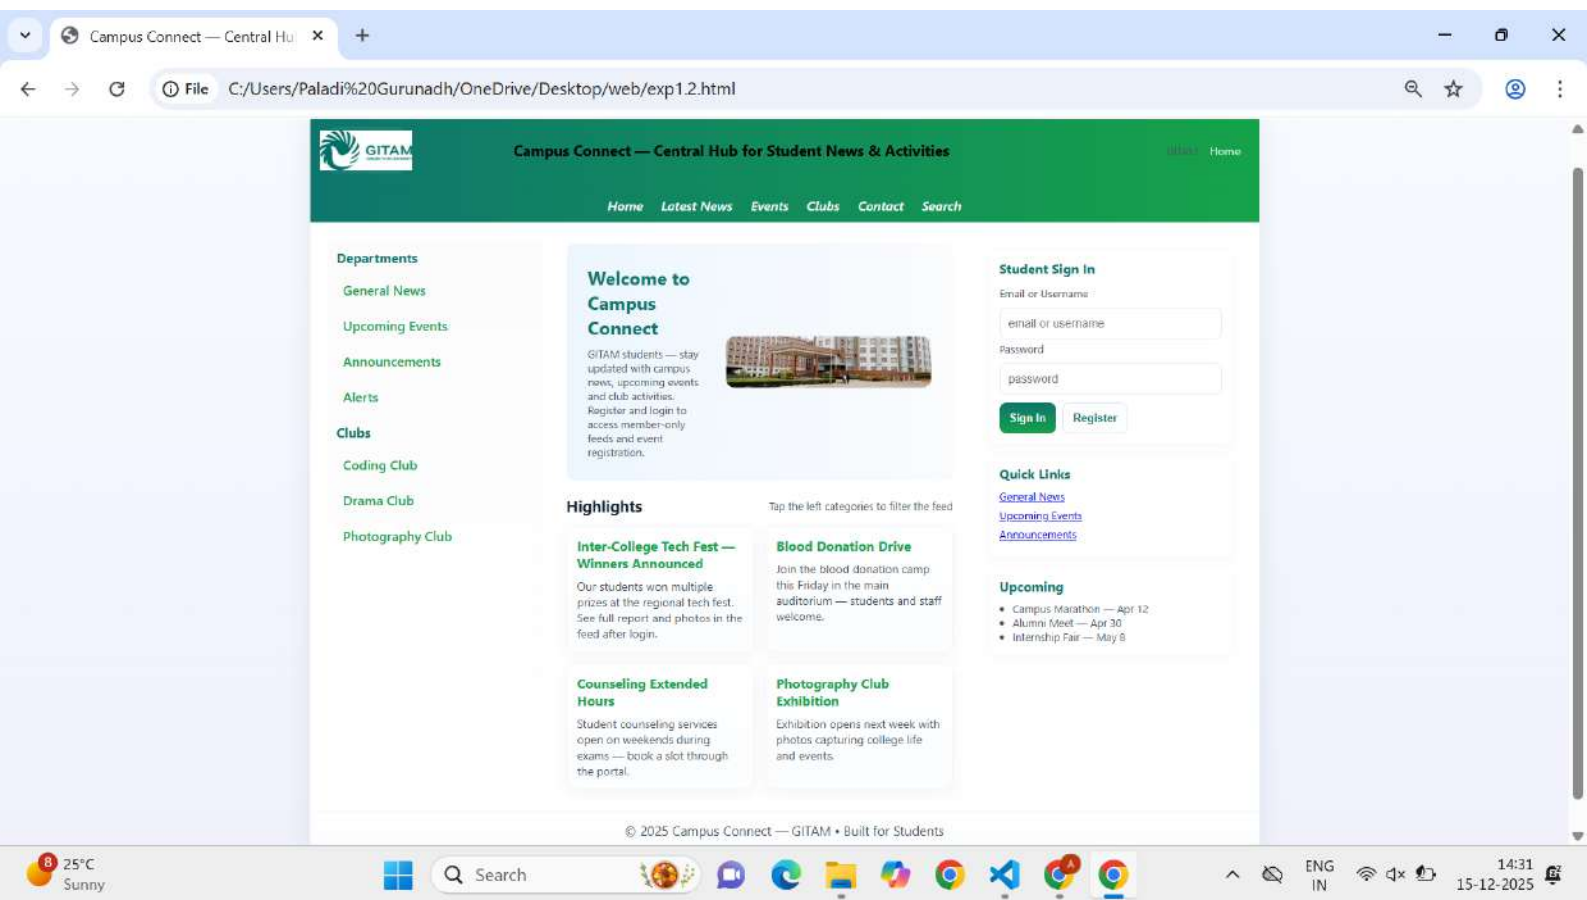 Campus Connect — Central Hu
File C:/Users/Paladi%20Gurunadh/OneDrive/Desktop/web/exp1.2.html
GITAM
Campus Connect — Central Hub for Student News & Activities
Home
Home Latest News Events Clubs Contact Search
Departments
General News
Upcoming Events
Announcements
Alerts
Clubs
Coding Club
Drama Club
Photography Club
Welcome to
Campus
Connect
GITAM students — stay
updated with campus
news, upcoming events
and club activities.
Register and login to
access member-only
feeds and event
registration.
Highlights
Tap the left categories to filter the feed
Inter-College Tech Fest —
Winners Announced
Our students won multiple
prizes at the regional tech fest.
See full report and photos in the
feed after login.
Blood Donation Drive
Join the blood donation camp
this Friday in the main
auditorium — students and staff
welcome.
Counseling Extended
Hours
Student counseling services
open on weekends during
exams — book a slot through
the portal.
Photography Club
Exhibition
Exhibition opens next week with
photos capturing college life
and events.
Student Sign In
Email or Username
email or username
Password
password
Sign In Register
Quick Links
General News
Upcoming Events
Announcements
Upcoming
• Campus Marathon — Apr 12
• Alumni Meet — Apr 30
• Internship Fair — May 8
© 2025 Campus Connect — GITAM • Built for Students
8
25°C
Sunny
Search
A
ENG
IN
14:31
15-12-2025